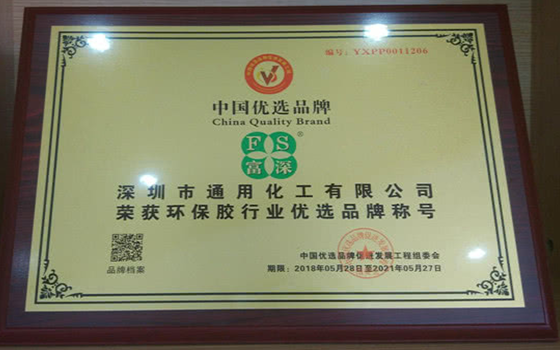 编号：YXPP0011206
中国优选品牌
China Quality Brand
FS
富深
®
深圳市通用化工有限公司
荣获环保胶行业优选品牌称号
品牌档案
中国优选品牌促进发展工程组委会
期限：2018年05月28日至2021年05月27日